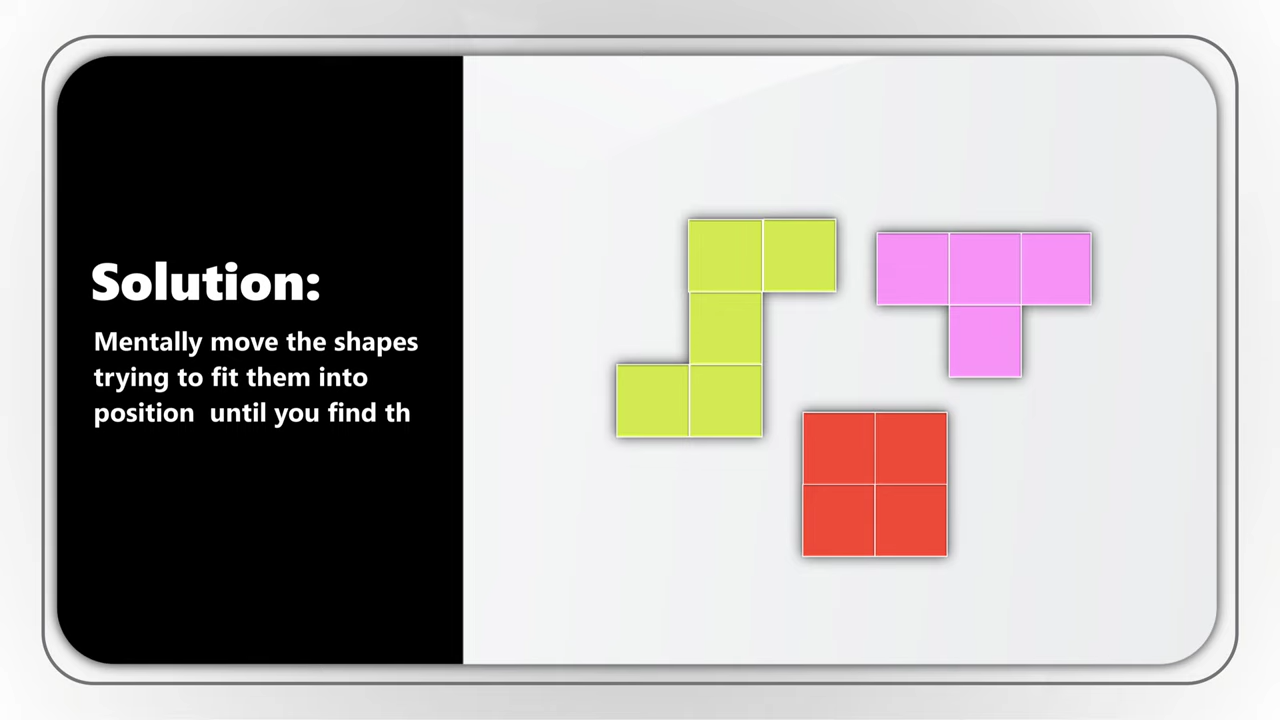 Solution:
Mentally move the shapes
trying to fit them into
position  until you find th